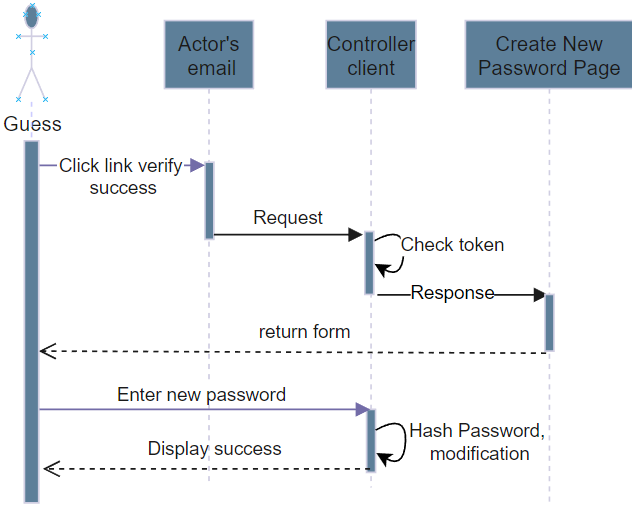 Actor's
email
Controller
client
Create New
Password Page
Guess
Click link verify
success
Request
Check token
Response
return form
Enter new password
Hash Password,
modification
Display success